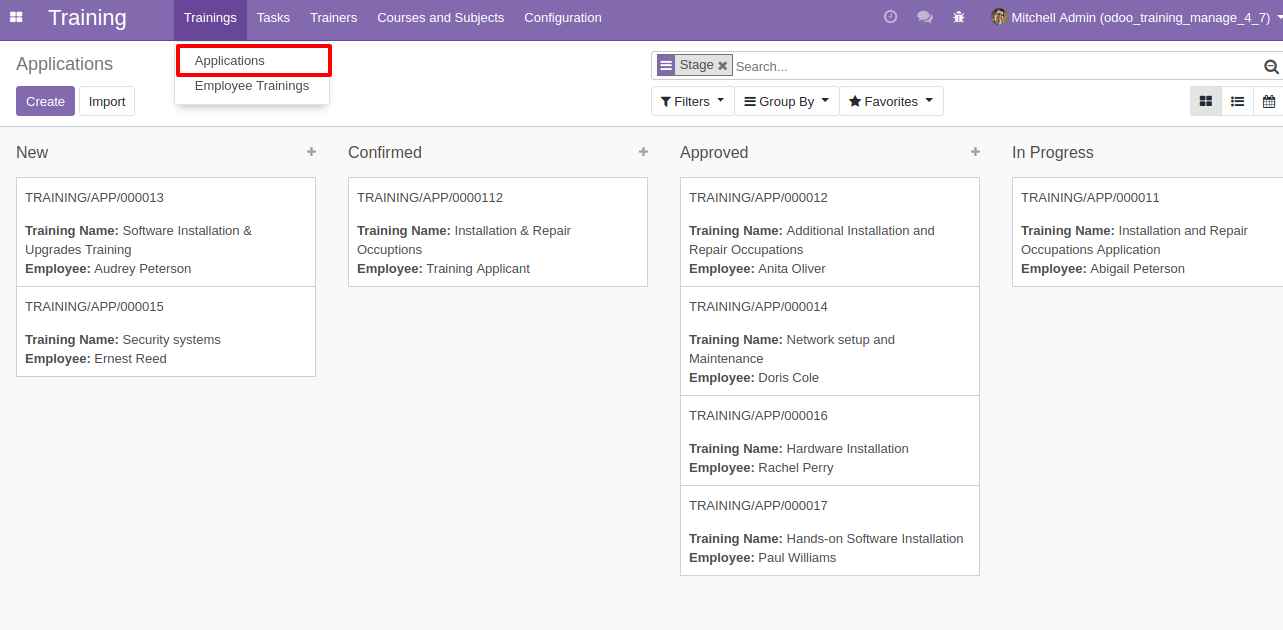 Training
Trainings Tasks Trainers Courses and Subjects Configuration
Mitchell Admin (odoo_training_manage_4_7)
Applications
Employee Trainings
Applications
Stage Search...
Create Import
Filters Group By Favorites
New
TRAINING/APP/000013
Training Name: Software Installation &
Upgrades Training
Employee: Audrey Peterson
TRAINING/APP/000015
Training Name: Security systems
Employee: Ernest Reed
Confirmed
TRAINING/APP/0000112
Training Name: Installation & Repair
Occuptions
Employee: Training Applicant
Approved
TRAINING/APP/000012
Training Name: Additional Installation and
Repair Occupations
Employee: Anita Oliver
TRAINING/APP/000014
Training Name: Network setup and
Maintenance
Employee: Doris Cole
TRAINING/APP/000016
Training Name: Hardware Installation
Employee: Rachel Perry
TRAINING/APP/000017
Training Name: Hands-on Software Installation
Employee: Paul Williams
In Progress
TRAINING/APP/000011
Training Name: Installation and Repair
Occupations Application
Employee: Abigail Peterson